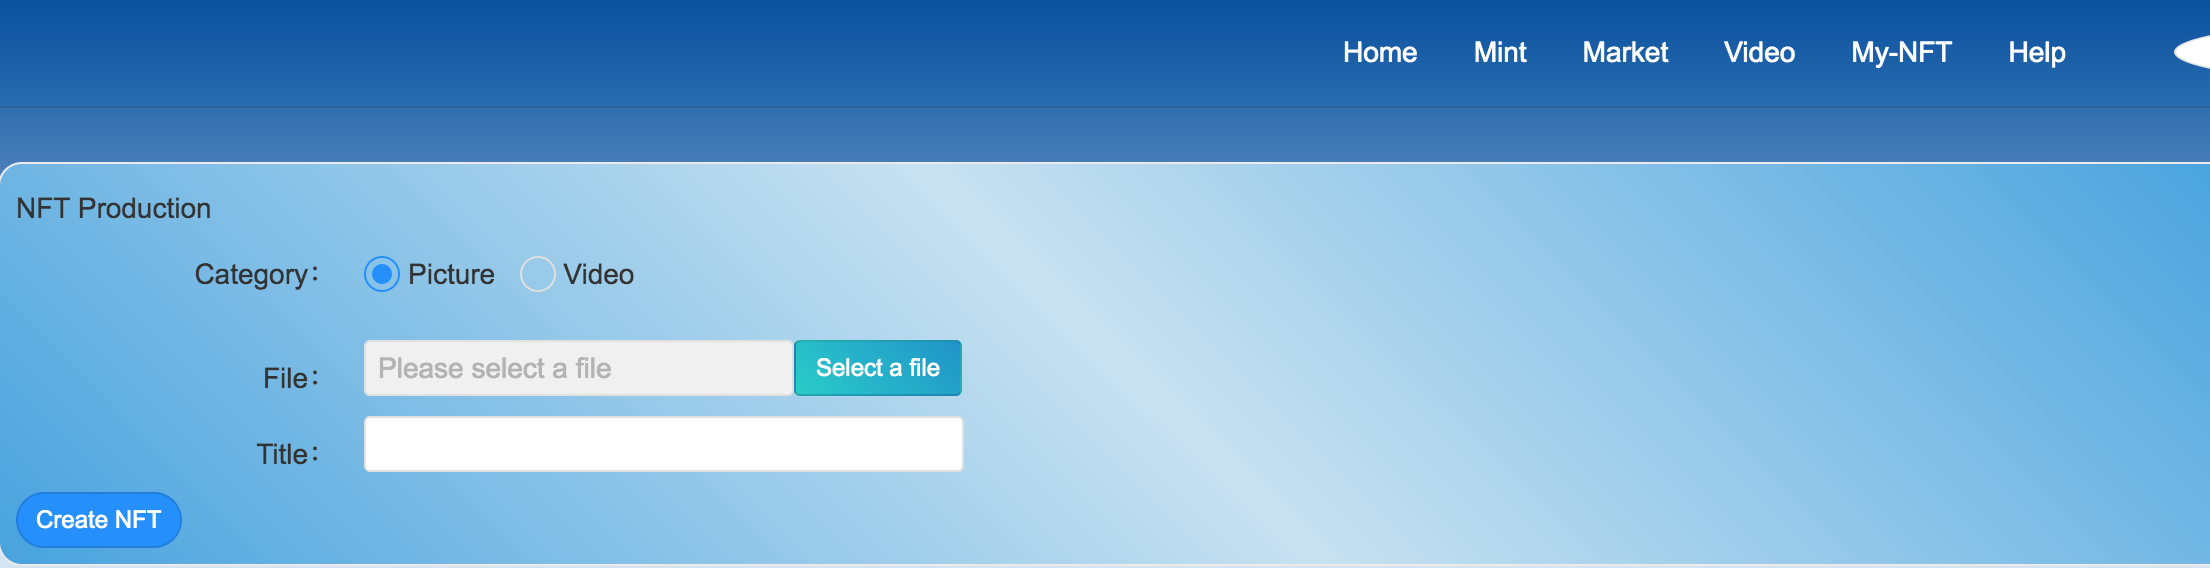 Home Mint Market Video My-NFT Help
NFT Production
Category： Picture Video
File： Please select a file Select a file
Title：
Create NFT